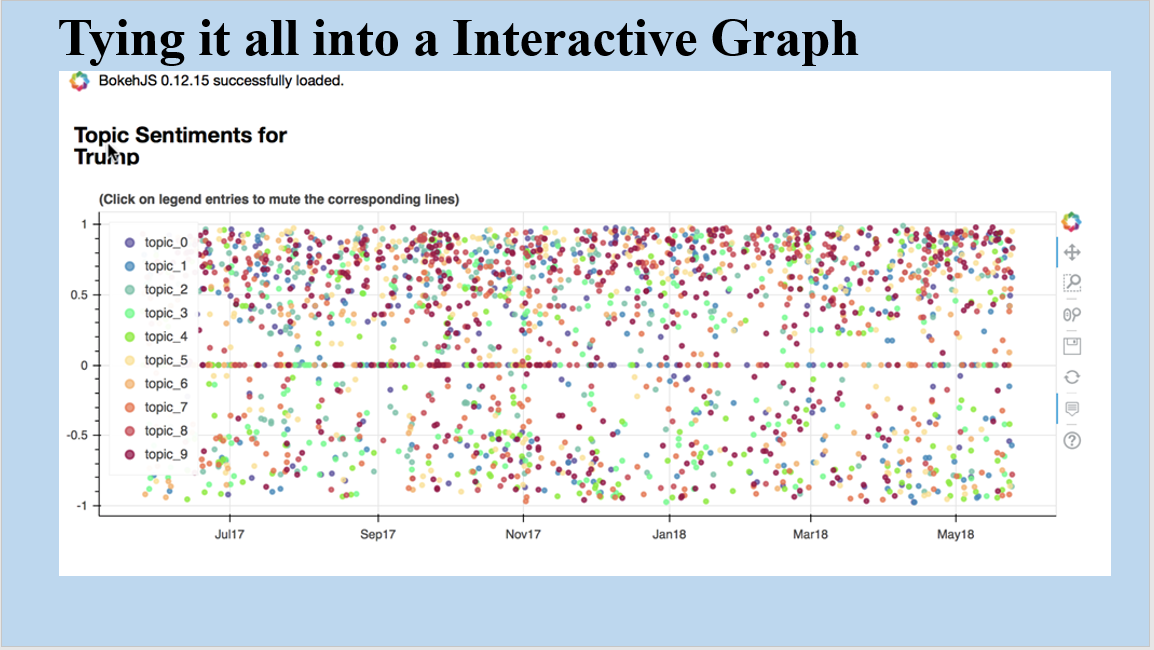 Tying it all into a Interactive Graph
BokehJS 0.12.15 successfully loaded.
Topic Sentiments for
Trump
(Click on legend entries to mute the corresponding lines)
1
0.5
0
-0.5
-1
topic_0
topic_1
topic_2
topic_3
topic_4
topic_5
topic_6
topic_7
topic_8
topic_9
Jul17
Sep17
Nov17
Jan18
Mar18
May18